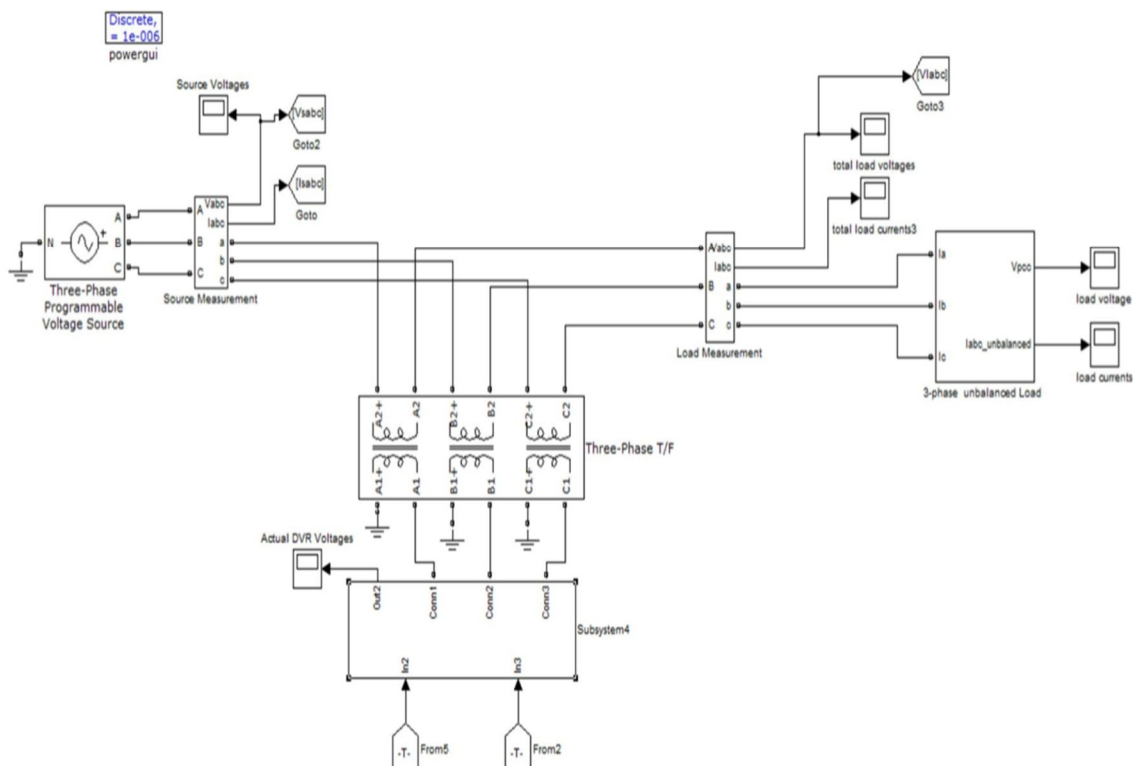 Discrete,
= 1e-006
powergui
Source Voltages
[Vsabc]
Goto2
[Isabc]
Goto
[Vlabc]
Goto3
total load voltages
total load currents3
N
A
B
C
Three-Phase
Programmable
Voltage Source
A
B
C
Vabc
Iabc
a
b
c
Source Measurement
A
B
C
Vabc
Iabc
a
b
c
Load Measurement
Ia
Ib
Ic
Vpcc
Iabc_unbalanced
3-phase unbalanced Load
load voltage
load currents
A2+
A2
B2+
B2
C2+
C2
A1+
A1
B1+
B1
C1+
C1
Three-Phase T/F
Actual DVR Voltages
Out2
Conn1
Conn2
Conn3
In2
In3
Subsystem4
-T-
From5
-T-
From2